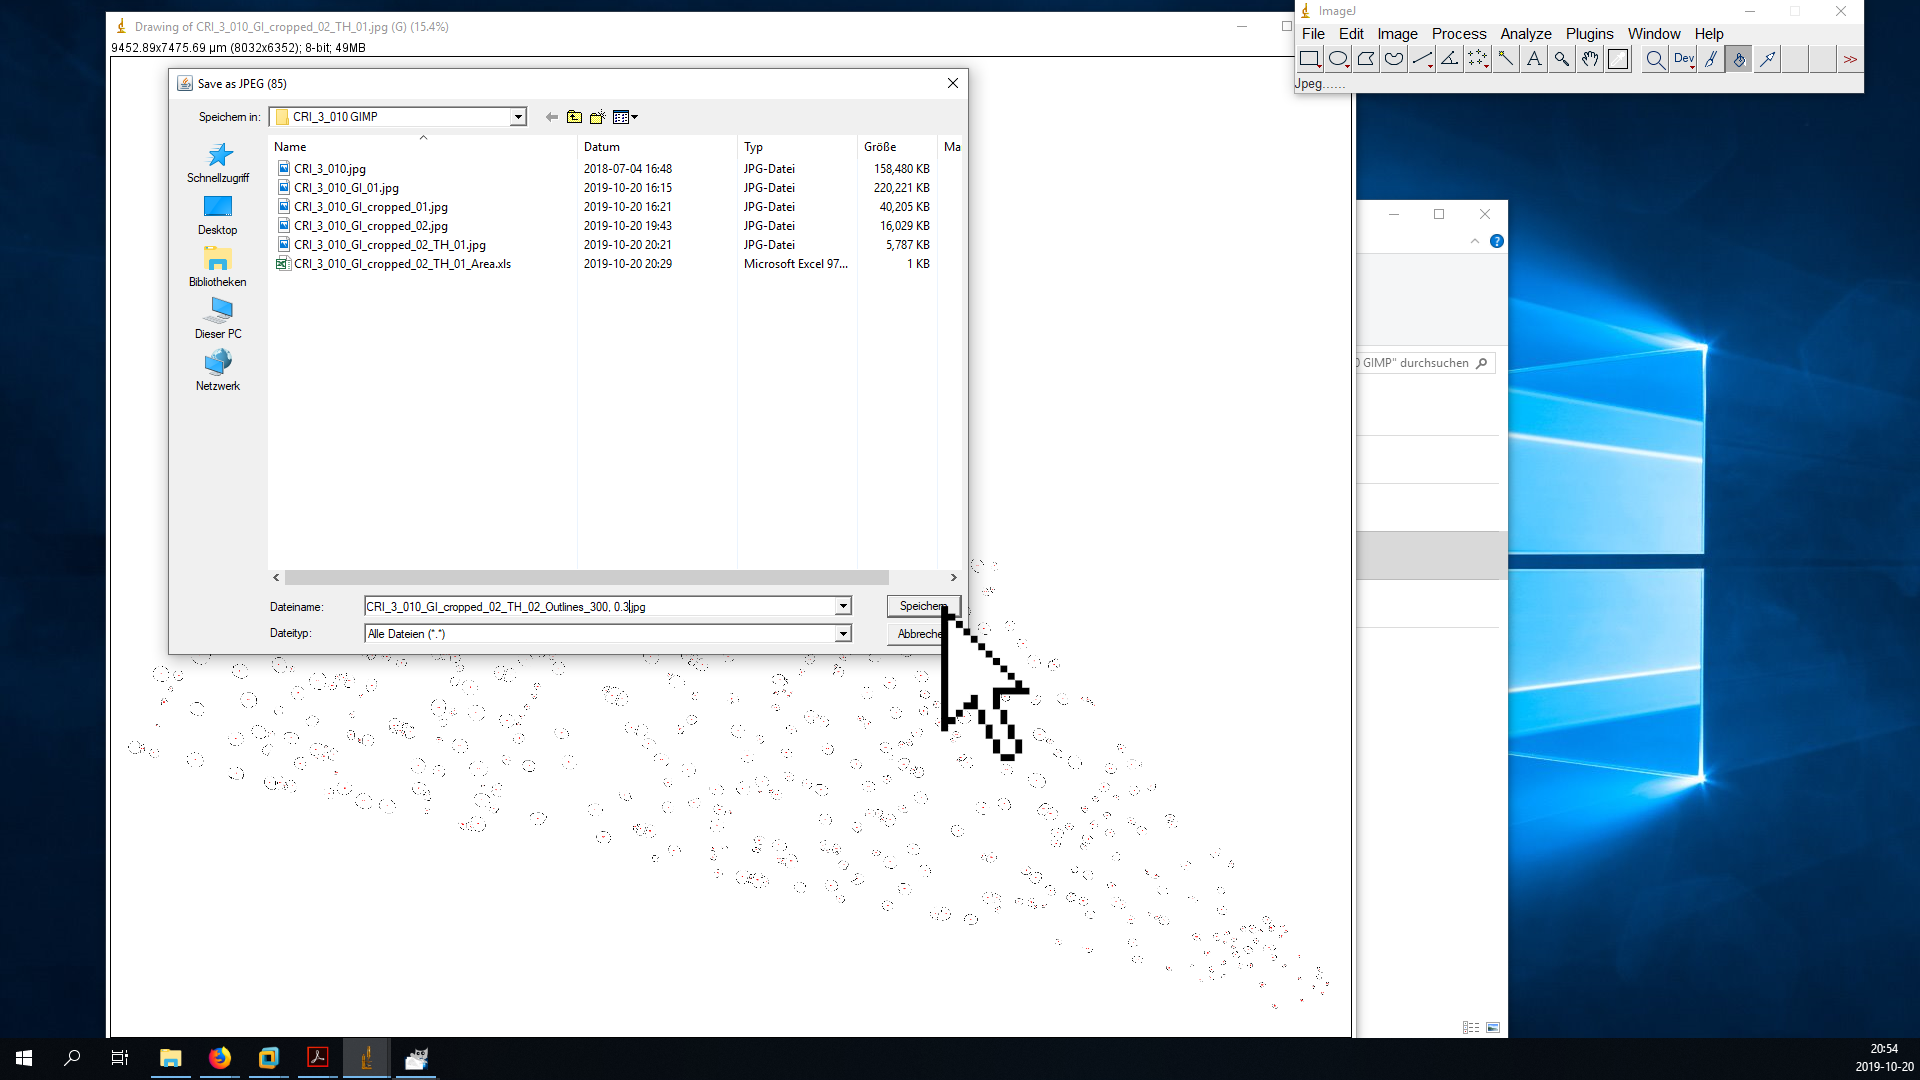 Drawing of CRI_3_010_GI_cropped_02_TH_01.jpg (G) (15.4%)
9452.89x7475.69 µm (8032x6352); 8-bit; 49MB
ImageJ
File Edit Image Process Analyze Plugins Window Help
Dev
Jpeg......
Save as JPEG (85)
Speichern in: CRI_3_010 GIMP
Name Datum Typ Größe Ma
CRI_3_010.jpg 2018-07-04 16:48 JPG-Datei 158,480 KB
CRI_3_010_GI_01.jpg 2019-10-20 16:15 JPG-Datei 220,221 KB
CRI_3_010_GI_cropped_01.jpg 2019-10-20 16:21 JPG-Datei 40,205 KB
CRI_3_010_GI_cropped_02.jpg 2019-10-20 19:43 JPG-Datei 16,029 KB
CRI_3_010_GI_cropped_02_TH_01.jpg 2019-10-20 20:21 JPG-Datei 5,787 KB
CRI_3_010_GI_cropped_02_TH_01_Area.xls 2019-10-20 20:29 Microsoft Excel 97... 1 KB
Schnellzugriff
Desktop
Bibliotheken
Dieser PC
Netzwerk
Dateiname: CRI_3_010_GI_cropped_02_TH_02_Outlines_300, 0.3.jpg
Speichern
Dateityp: Alle Dateien (*.*)
Abbreche
0 GIMP" durchsuchen
20:54
2019-10-20